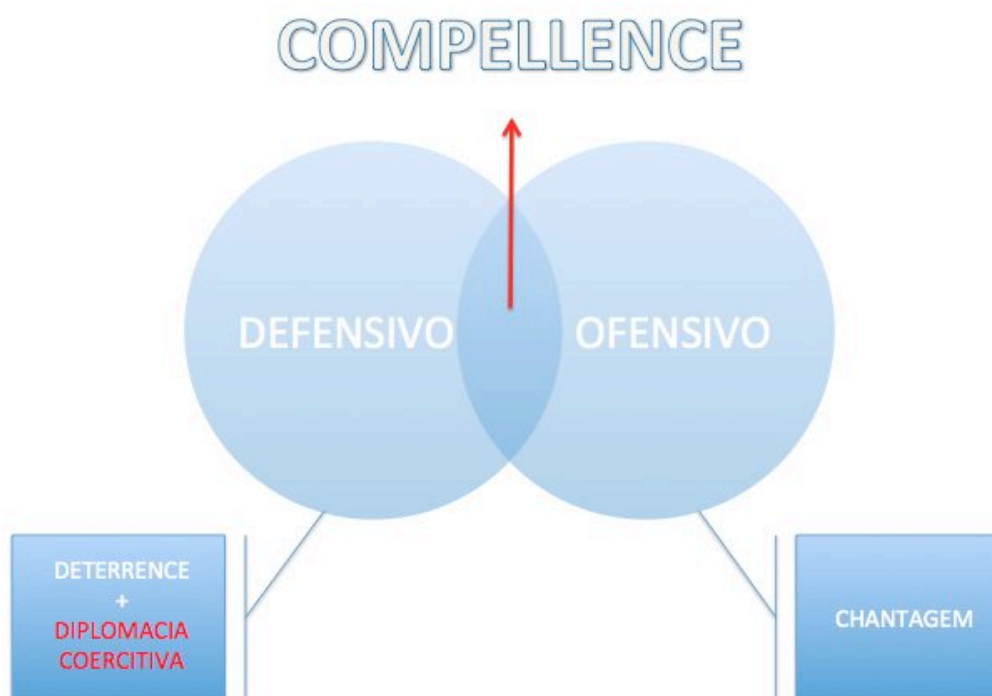 COMPELLENCE
DEFENSIVO
OFENSIVO
DETERRENCE
+
DIPLOMACIA
COERCITIVA
CHANTAGEM